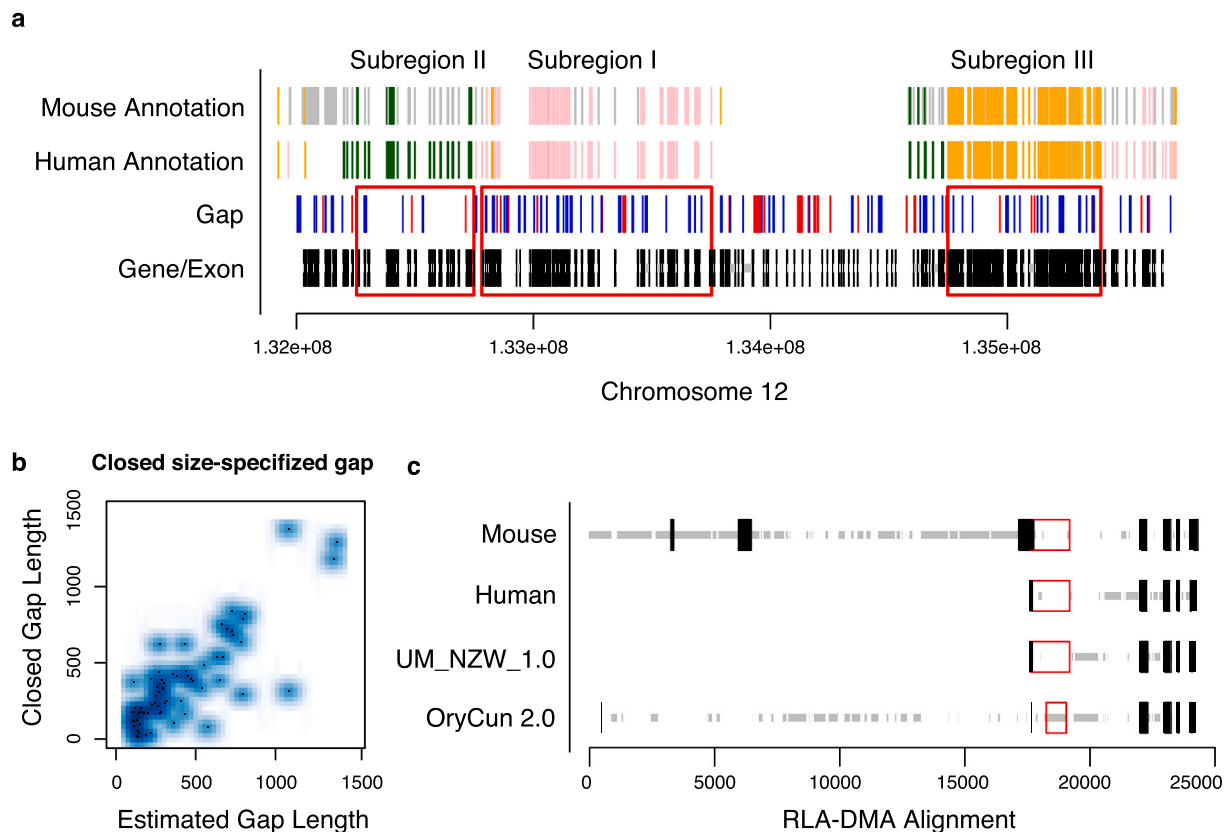 a
Subregion II Subregion I Subregion III
Mouse Annotation
Human Annotation
Gap
Gene/Exon
1.32e+08 1.33e+08 1.34e+08 1.35e+08
Chromosome 12
b
Closed size-specifized gap
Closed Gap Length
1500
1000
500
0
0 500 1000 1500
Estimated Gap Length
c
Mouse
Human
UM_NZW_1.0
OryCun 2.0
0 5000 10000 15000 20000 25000
RLA-DMA Alignment